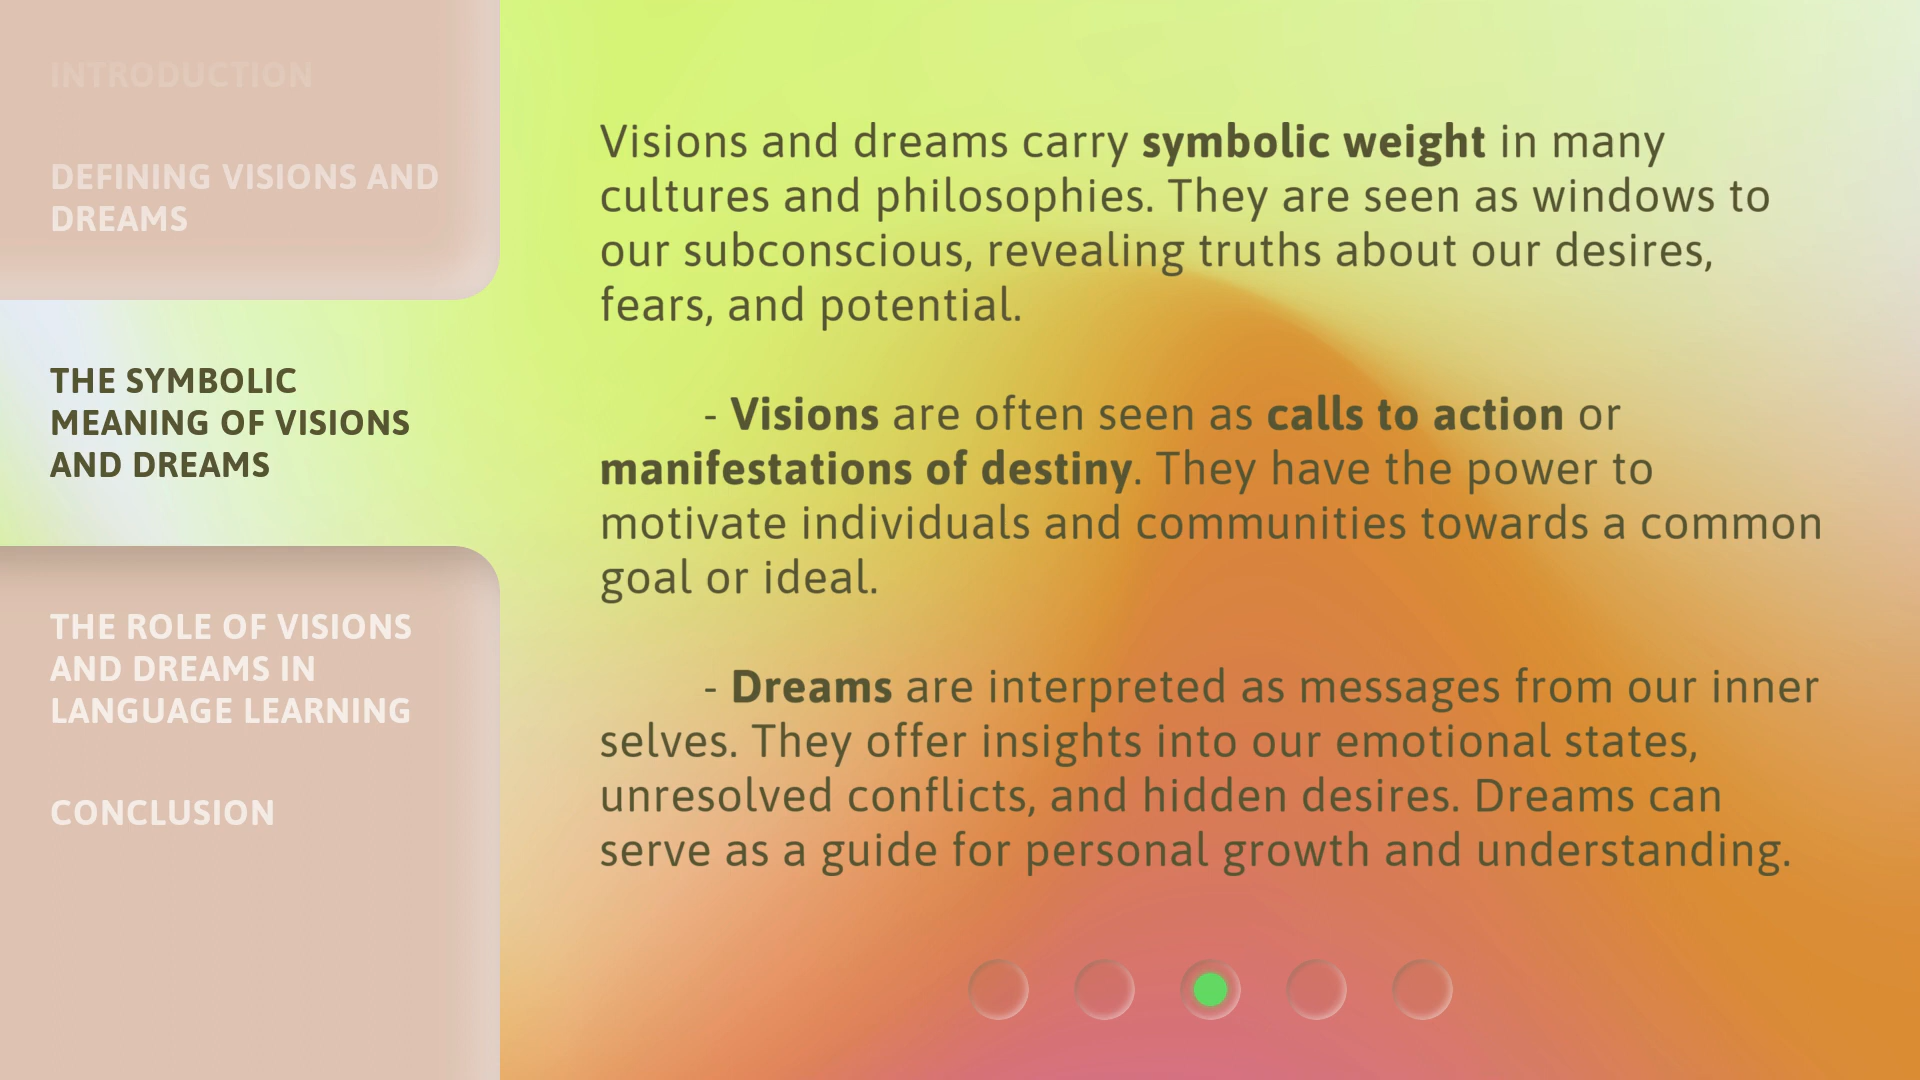 INTRODUCTION
DEFINING VISIONS AND
DREAMS
THE SYMBOLIC
MEANING OF VISIONS
AND DREAMS
THE ROLE OF VISIONS
AND DREAMS IN
LANGUAGE LEARNING
CONCLUSION
Visions and dreams carry symbolic weight in many
cultures and philosophies. They are seen as windows to
our subconscious, revealing truths about our desires,
fears, and potential.
- Visions are often seen as calls to action or
manifestations of destiny. They have the power to
motivate individuals and communities towards a common
goal or ideal.
- Dreams are interpreted as messages from our inner
selves. They offer insights into our emotional states,
unresolved conflicts, and hidden desires. Dreams can
serve as a guide for personal growth and understanding.